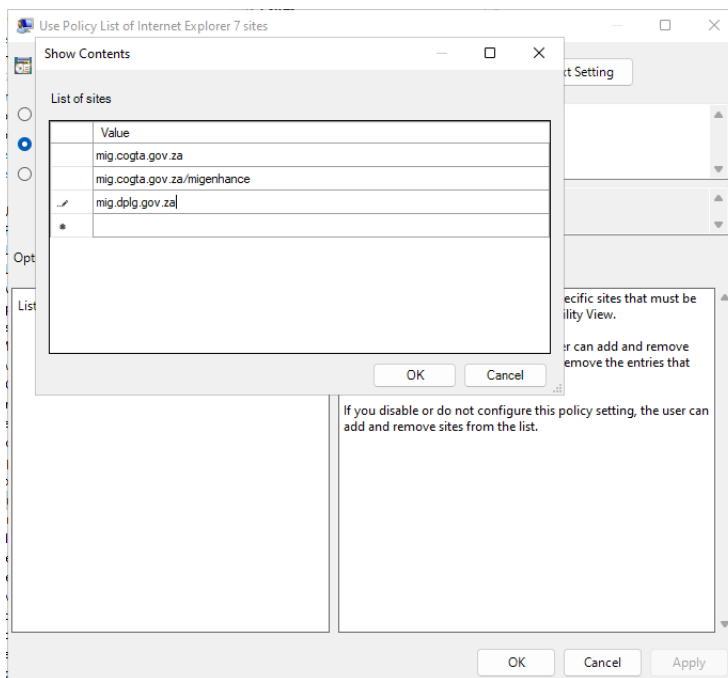 Use Policy List of Internet Explorer 7 sites
Show Contents
xt Setting
List of sites
Value
mig.cogta.gov.za
mig.cogta.gov.za/migenhance
mig.dplg.gov.za
Opt
List
OK
Cancel
ecific sites that must be
ility View.
er can add and remove
emove the entries that
If you disable or do not configure this policy setting, the user can
add and remove sites from the list.
OK
Cancel
Apply